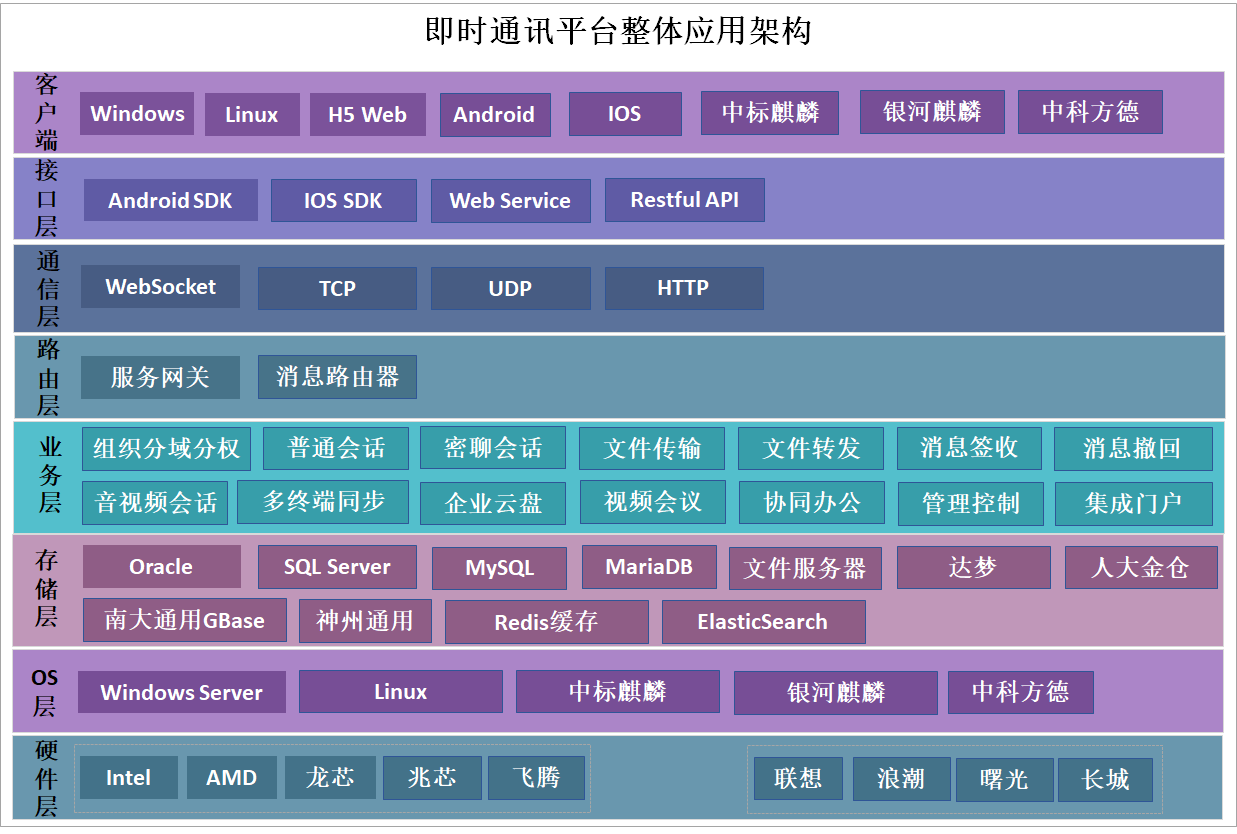 即时通讯平台整体应用架构
客户端
Windows Linux H5 Web Android IOS 中标麒麟 银河麒麟 中科方德
接口层
Android SDK IOS SDK Web Service Restful API
通信层
WebSocket TCP UDP HTTP
路由层
服务网关 消息路由器
业务层
组织分域分权 普通会话 密聊会话 文件传输 文件转发 消息签收 消息撤回
音视频会话 多终端同步 企业云盘 视频会议 协同办公 管理控制 集成门户
存储层
Oracle SQL Server MySQL MariaDB 文件服务器 达梦 人大金仓
南大通用GBase 神州通用 Redis缓存 ElasticSearch
OS层
Windows Server Linux 中标麒麟 银河麒麟 中科方德
硬件层
Intel AMD 龙芯 兆芯 飞腾 联想 浪潮 曙光 长城